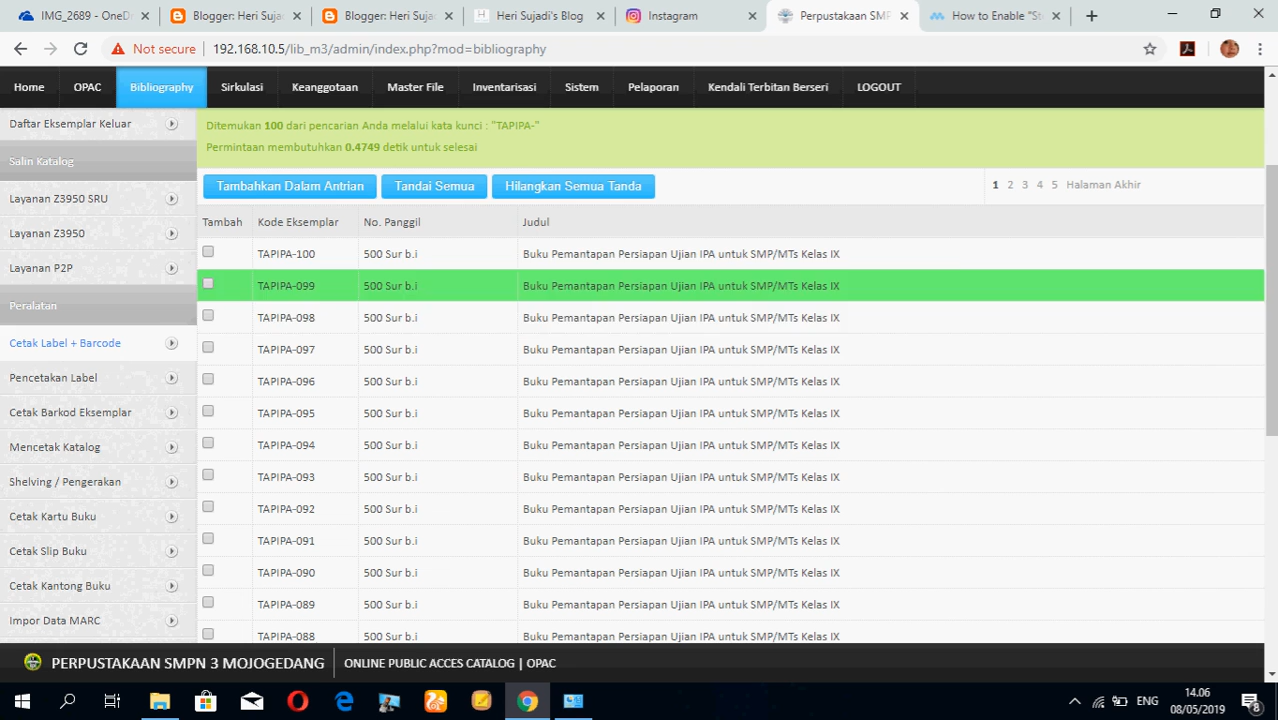 IMG_2689 - OneD
Blogger: Heri Suja
Blogger: Heri Suja
Heri Sujadi's Blog
Instagram
Perpustakaan SMP
How to Enable "St
Not secure | 192.168.10.5/lib_m3/admin/index.php?mod=bibliography
Home OPAC Bibliography Sirkulasi Keanggotaan Master File Inventarisasi Sistem Pelaporan Kendali Terbitan Berseri LOGOUT
Daftar Eksemplar Keluar
Salin Katalog
Layanan Z3950 SRU
Layanan Z3950
Layanan P2P
Peralatan
Cetak Label + Barcode
Pencetakan Label
Cetak Barkod Eksemplar
Mencetak Katalog
Shelving / Pengerakan
Cetak Kartu Buku
Cetak Slip Buku
Cetak Kantong Buku
Impor Data MARC
Ditemukan 100 dari pencarian Anda melalui kata kunci : "TAPIPA-"
Permintaan membutuhkan 0.4749 detik untuk selesai
Tambahkan Dalam Antrian Tandai Semua Hilangkan Semua Tanda 1 2 3 4 5 Halaman Akhir
Tambah Kode Eksemplar No. Panggil Judul
TAPIPA-100 500 Sur b.i Buku Pemantapan Persiapan Ujian IPA untuk SMP/MTs Kelas IX
TAPIPA-099 500 Sur b.i Buku Pemantapan Persiapan Ujian IPA untuk SMP/MTs Kelas IX
TAPIPA-098 500 Sur b.i Buku Pemantapan Persiapan Ujian IPA untuk SMP/MTs Kelas IX
TAPIPA-097 500 Sur b.i Buku Pemantapan Persiapan Ujian IPA untuk SMP/MTs Kelas IX
TAPIPA-096 500 Sur b.i Buku Pemantapan Persiapan Ujian IPA untuk SMP/MTs Kelas IX
TAPIPA-095 500 Sur b.i Buku Pemantapan Persiapan Ujian IPA untuk SMP/MTs Kelas IX
TAPIPA-094 500 Sur b.i Buku Pemantapan Persiapan Ujian IPA untuk SMP/MTs Kelas IX
TAPIPA-093 500 Sur b.i Buku Pemantapan Persiapan Ujian IPA untuk SMP/MTs Kelas IX
TAPIPA-092 500 Sur b.i Buku Pemantapan Persiapan Ujian IPA untuk SMP/MTs Kelas IX
TAPIPA-091 500 Sur b.i Buku Pemantapan Persiapan Ujian IPA untuk SMP/MTs Kelas IX
TAPIPA-090 500 Sur b.i Buku Pemantapan Persiapan Ujian IPA untuk SMP/MTs Kelas IX
TAPIPA-089 500 Sur b.i Buku Pemantapan Persiapan Ujian IPA untuk SMP/MTs Kelas IX
TAPIPA-088 500 Sur b.i Buku Pemantapan Persiapan Ujian IPA untuk SMP/MTs Kelas IX
PERPUSTAKAAN SMPN 3 MOJOGEDANG ONLINE PUBLIC ACCES CATALOG | OPAC
ENG
14.06
08/05/2019
8